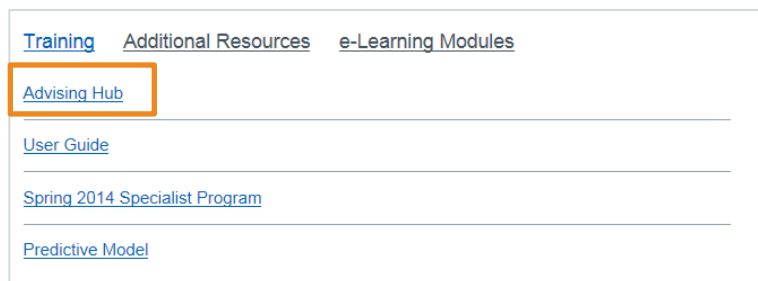 Training Additional Resources e-Learning Modules
Advising Hub
User Guide
Spring 2014 Specialist Program
Predictive Model